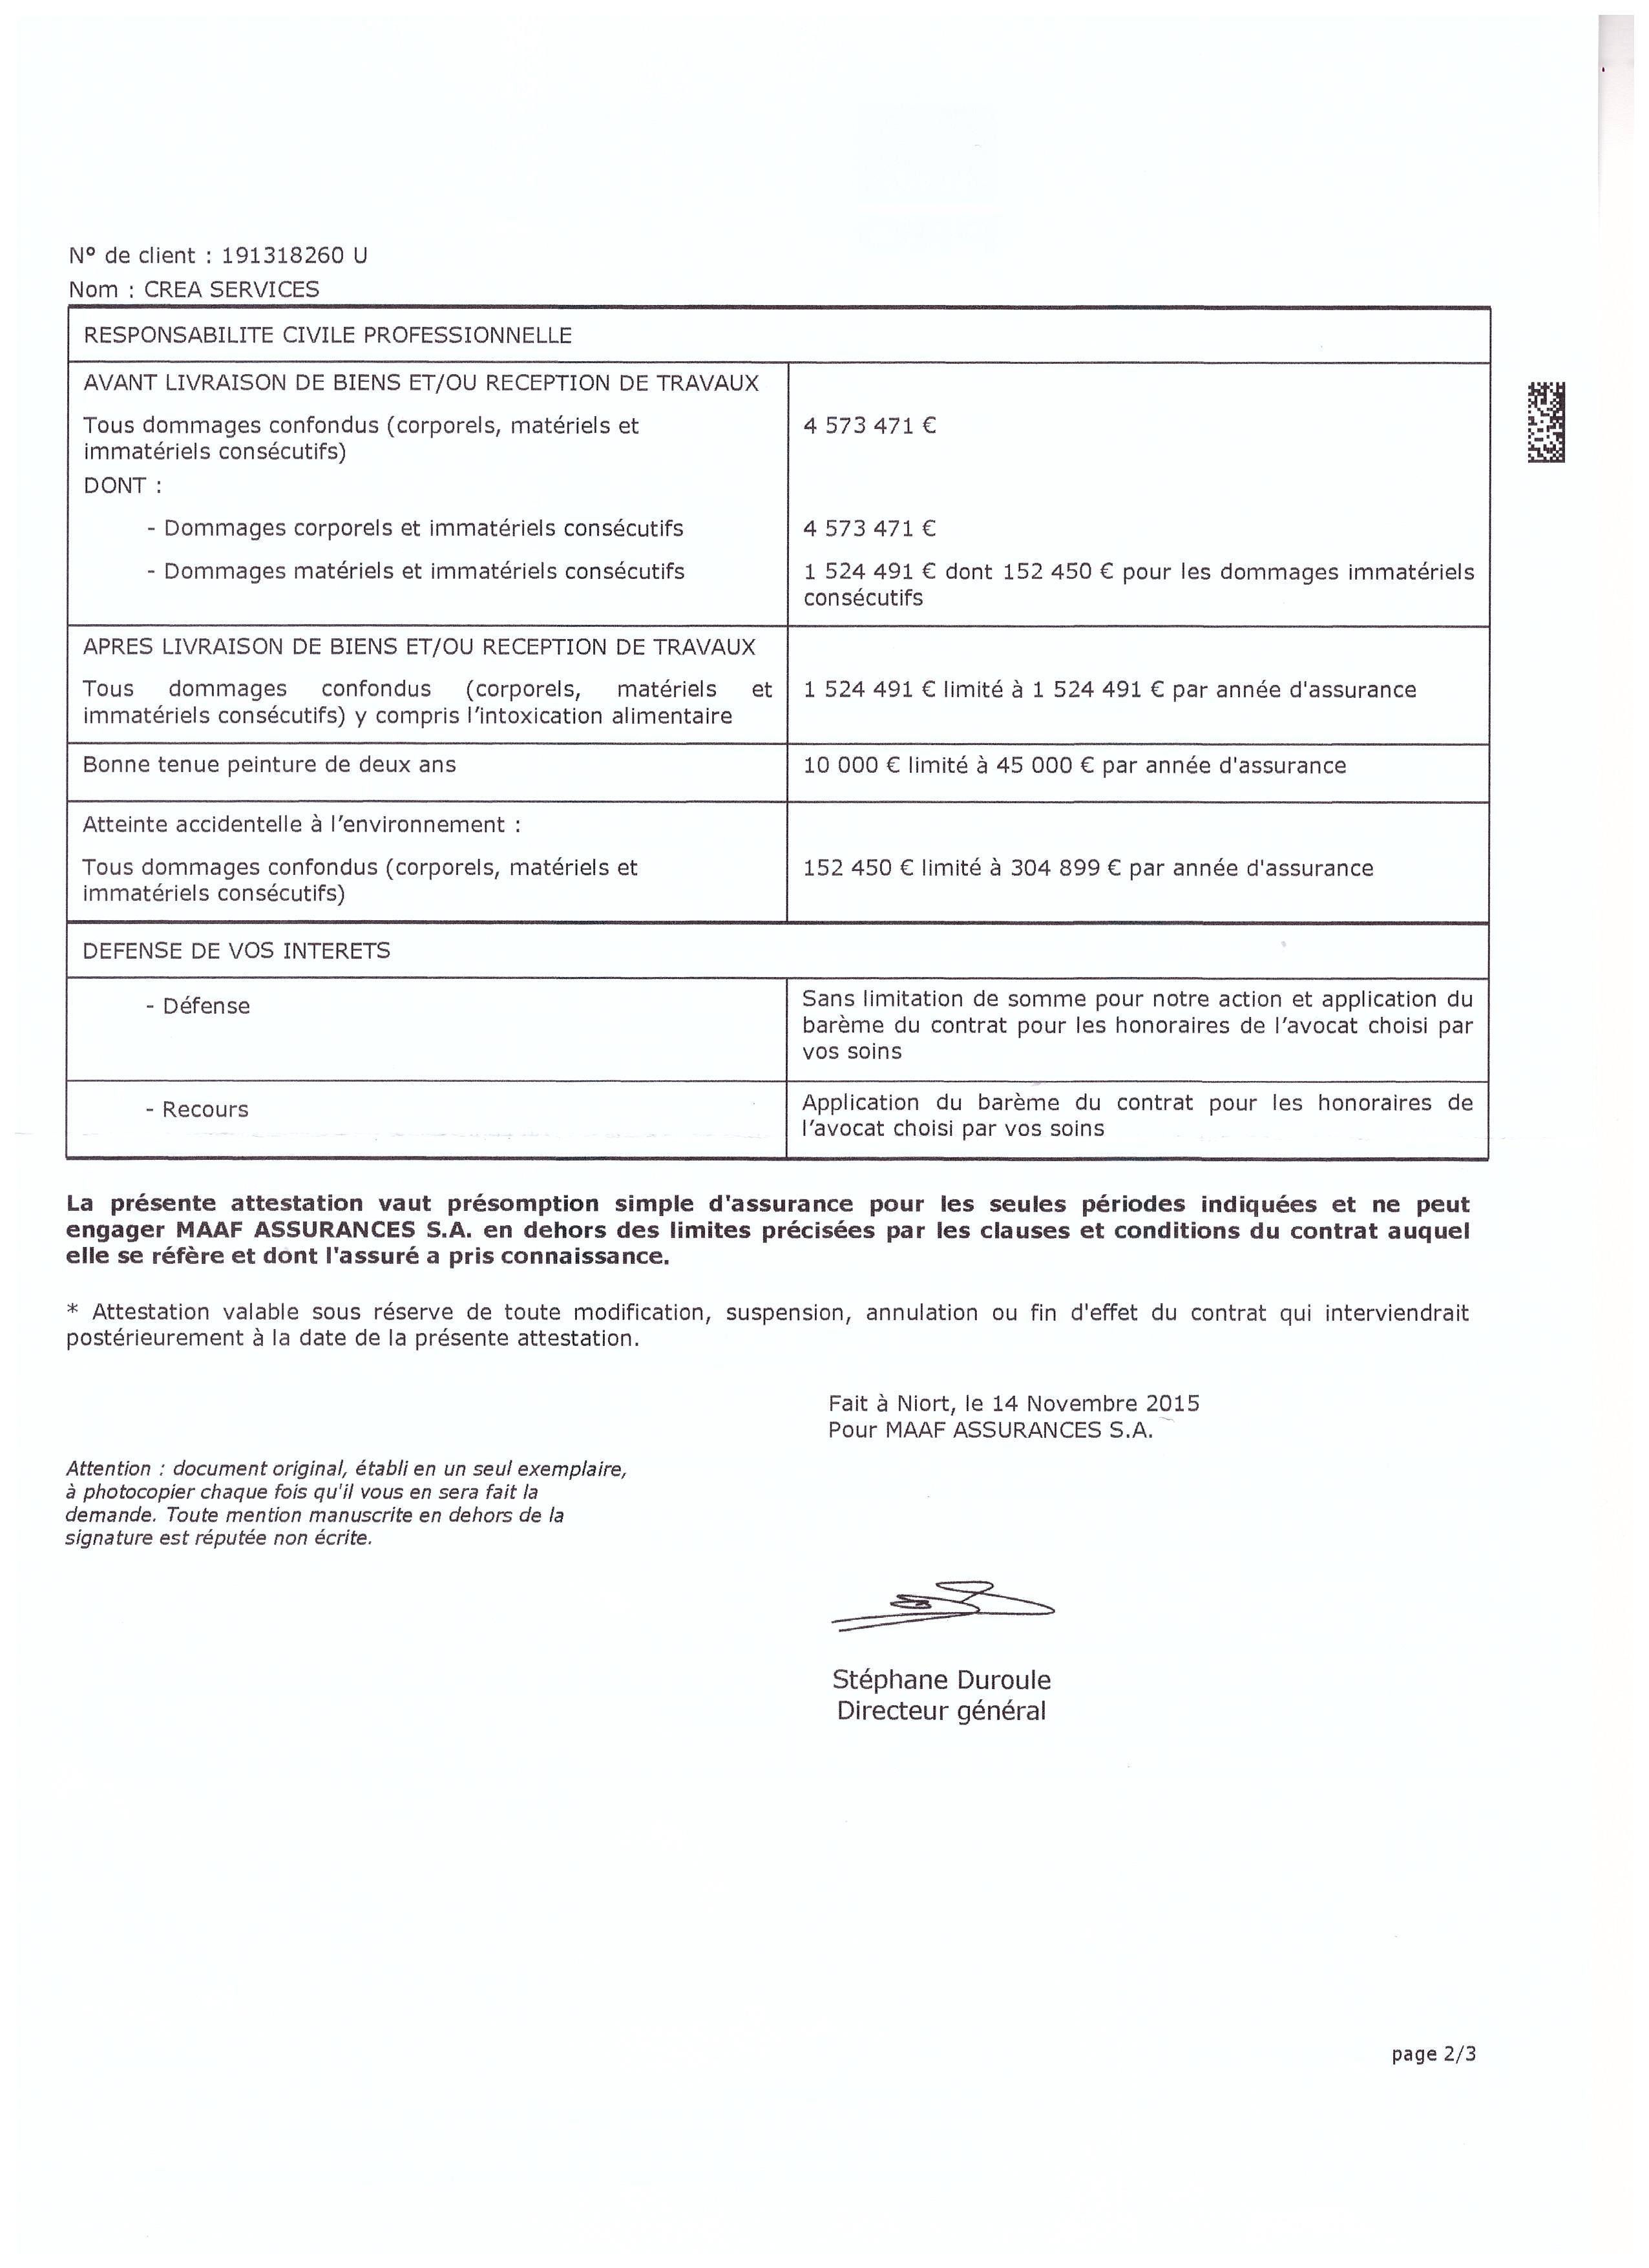 N° de client : 191318260 U
Nom : CREA SERVICES
RESPONSABILITE CIVILE PROFESSIONNELLE
AVANT LIVRAISON DE BIENS ET/OU RECEPTION DE TRAVAUX
Tous dommages confondus (corporels, matériels et
immatériels consécutifs)
4 573 471 €
DONT :
- Dommages corporels et immatériels consécutifs
4 573 471 €
- Dommages matériels et immatériels consécutifs
1 524 491 € dont 152 450 € pour les dommages immatériels
consécutifs
APRES LIVRAISON DE BIENS ET/OU RECEPTION DE TRAVAUX
Tous dommages confondus (corporels, matériels et
immatériels consécutifs) y compris l'intoxication alimentaire
1 524 491 € limité à 1 524 491 € par année d'assurance
Bonne tenue peinture de deux ans
10 000 € limité à 45 000 € par année d'assurance
Atteinte accidentelle à l'environnement :
Tous dommages confondus (corporels, matériels et
immatériels consécutifs)
152 450 € limité à 304 899 € par année d'assurance
DEFENSE DE VOS INTERETS
- Défense
Sans limitation de somme pour notre action et application du
barème du contrat pour les honoraires de l'avocat choisi par
vos soins
- Recours
Application du barème du contrat pour les honoraires de
l'avocat choisi par vos soins
La présente attestation vaut présomption simple d'assurance pour les seules périodes indiquées et ne peut
engager MAAF ASSURANCES S.A. en dehors des limites précisées par les clauses et conditions du contrat auquel
elle se réfère et dont l'assuré a pris connaissance.
* Attestation valable sous réserve de toute modification, suspension, annulation ou fin d'effet du contrat qui interviendrait
postérieurement à la date de la présente attestation.
Fait à Niort, le 14 Novembre 2015
Pour MAAF ASSURANCES S.A.
Attention : document original, établi en un seul exemplaire,
à photocopier chaque fois qu'il vous en sera fait la
demande. Toute mention manuscrite en dehors de la
signature est réputée non écrite.
Stéphane Duroule
Directeur général
page 2/3